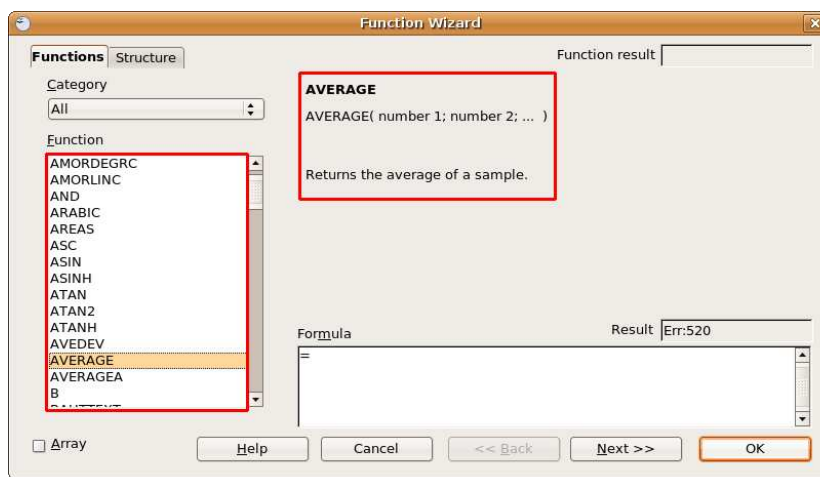 Function Wizard
Functions
Structure
Function result
Category
All
Function
AMORDEGRC
AMORLINC
AND
ARABIC
AREAS
ASC
ASIN
ASINH
ATAN
ATAN2
ATANH
AVEDEV
AVERAGE
AVERAGEA
B
AVERAGE
AVERAGE( number 1; number 2; ... )
Returns the average of a sample.
Formula
Result
Err:520
=
Array
Help
Cancel
<< Back
Next >>
OK